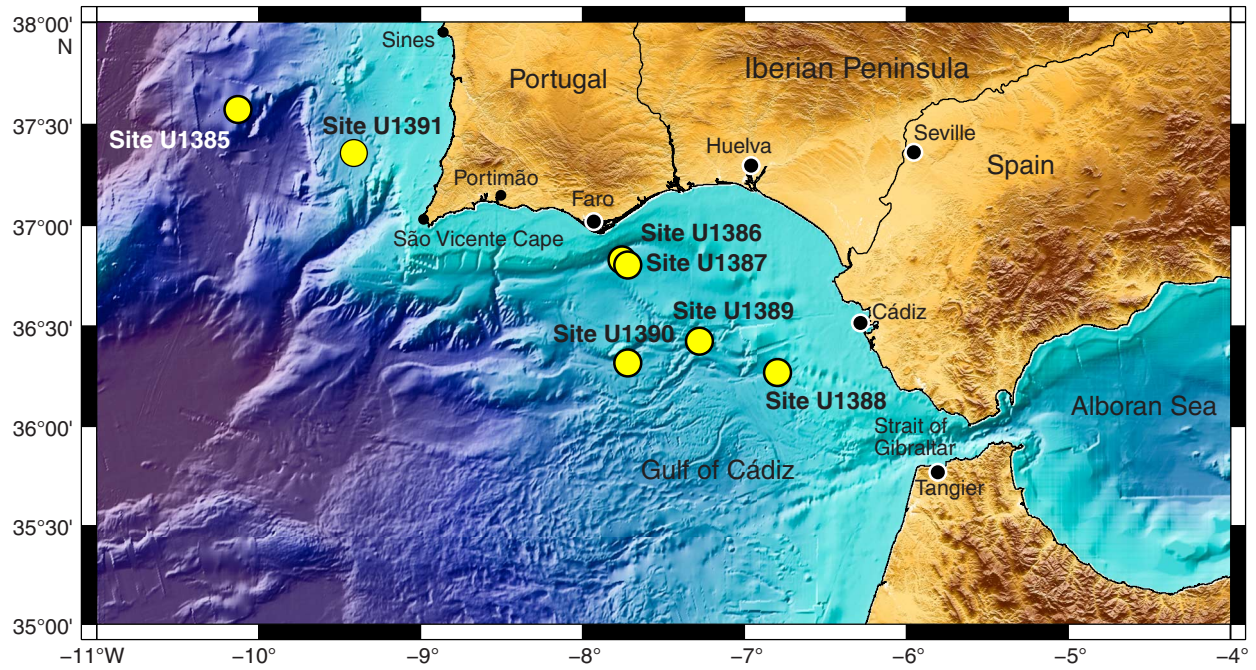 38°00'
N
Sines
Portugal
Iberian Peninsula
37°30'
Site U1385
Site U1391
Huelva
Seville
Spain
Portimão
Faro
37°00'
São Vicente Cape
Site U1386
Site U1387
36°30'
Site U1389
Cádiz
Site U1390
Site U1388
Alboran Sea
36°00'
Strait of
Gibraltar
Gulf of Cádiz
Tangier
35°30'
35°00'
−11°W
−10°
−9°
−8°
−7°
−6°
−5°
−4°